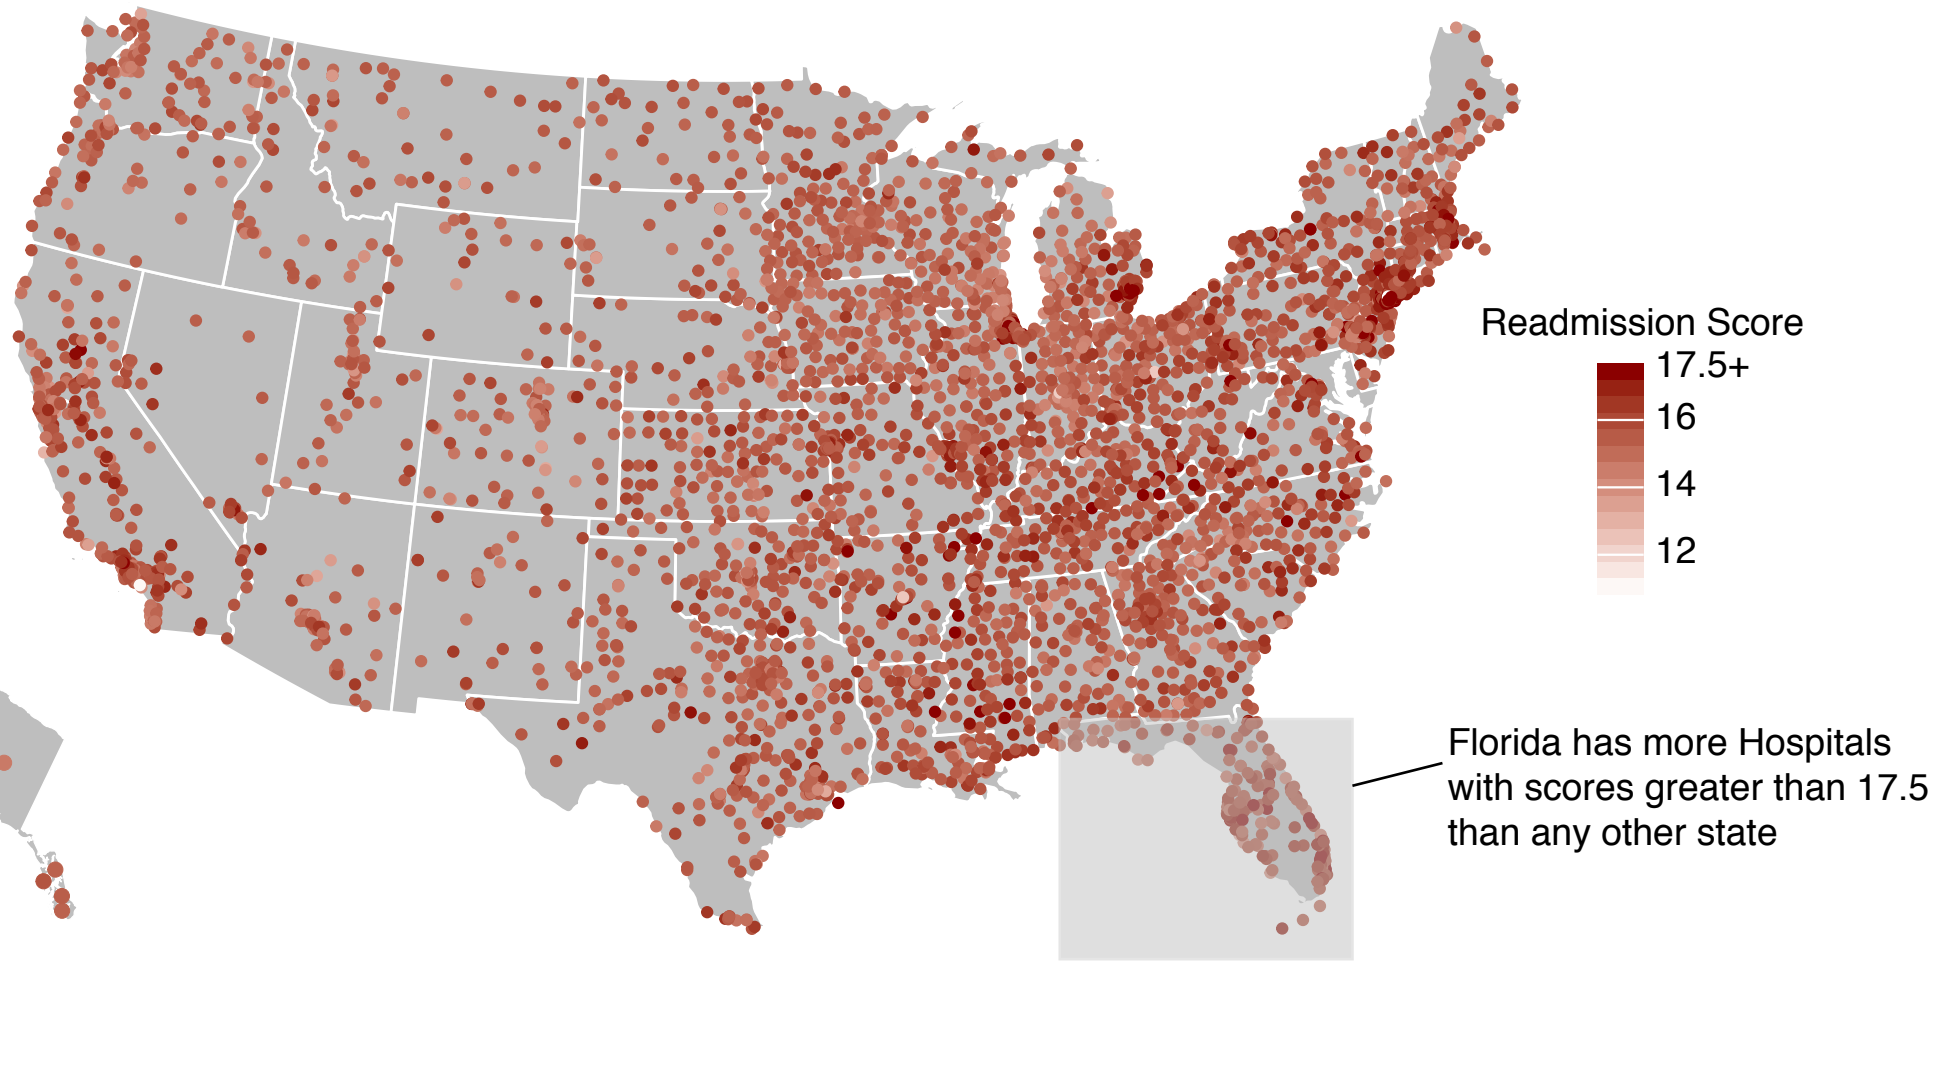 Readmission Score
17.5+
16
14
12
Florida has more Hospitals
with scores greater than 17.5
than any other state